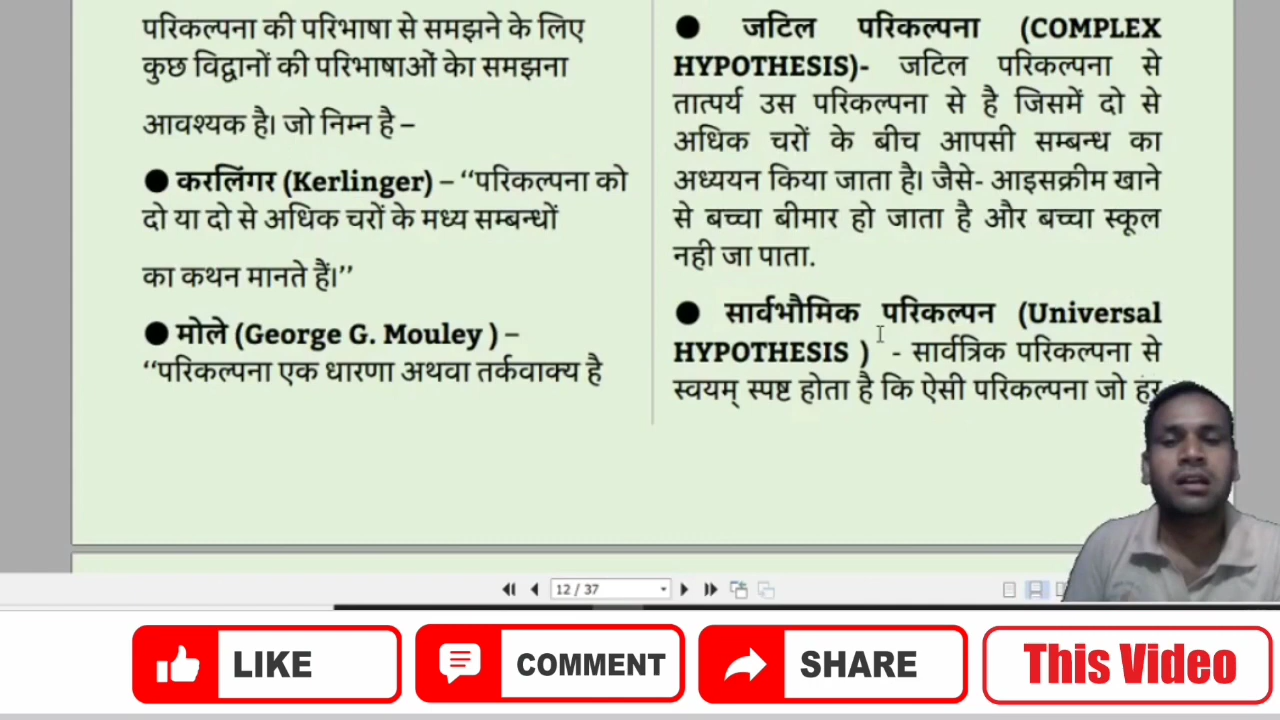 परिकल्पना की परिभाषा से समझने के लिए
कुछ विद्वानों की परिभाषाओं केा समझना
आवश्यक है। जो निम्न है –
● करलिंगर (Kerlinger) – ‘‘परिकल्पना को
दो या दो से अधिक चरों के मध्य सम्बन्धों
का कथन मानते हैं।’’
● मोले (George G. Mouley ) –
‘‘परिकल्पना एक धारणा अथवा तर्कवाक्य है
● जटिल परिकल्पना (COMPLEX
HYPOTHESIS)- जटिल परिकल्पना से
तात्पर्य उस परिकल्पना से है जिसमें दो से
अधिक चरों के बीच आपसी सम्बन्ध का
अध्ययन किया जाता है। जैसे- आइसक्रीम खाने
से बच्चा बीमार हो जाता है और बच्चा स्कूल
नही जा पाता.
● सार्वभौमिक परिकल्पन (Universal
HYPOTHESIS ) - सार्वत्रिक परिकल्पना से
स्वयम् स्पष्ट होता है कि ऐसी परिकल्पना जो हर
12 / 37
LIKE
COMMENT
SHARE
This Video